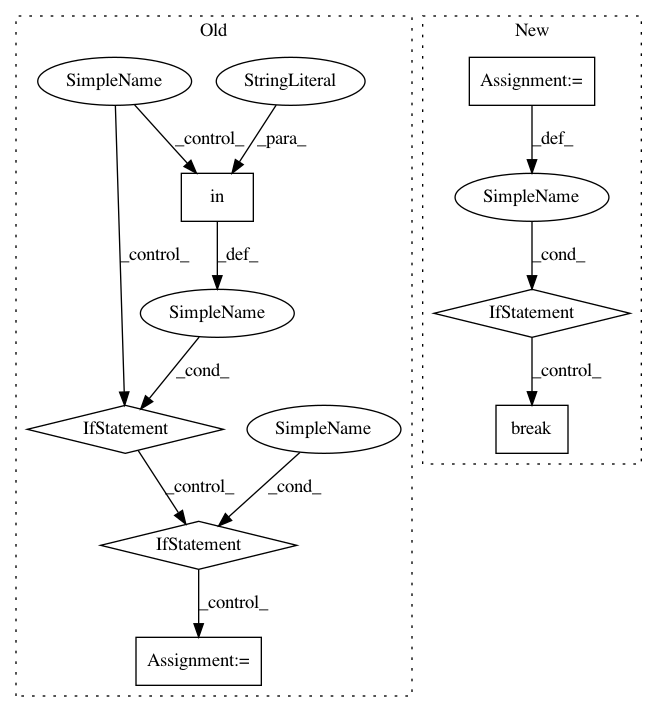 Old
New
SimpleName
StringLiteral
Assignment:=
_control_
_para_
_def_
in
SimpleName
_control_
_def_
_cond_
SimpleName
IfStatement
_cond_
_control_
IfStatement
SimpleName
break
_control_
_cond_
IfStatement
_control_
Assignment:=